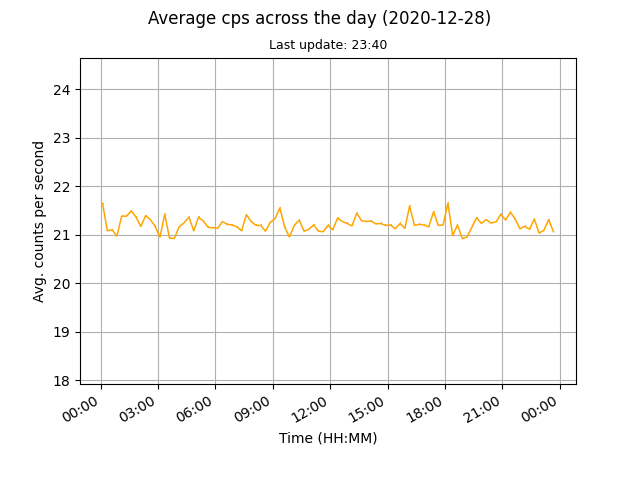 Average cps across the day (2020-12-28)
Last update: 23:40
24
23
22
21
20
19
18
Avg. counts per second
00:00 03:00 06:00 09:00 12:00 15:00 18:00 21:00 00:00
Time (HH:MM)